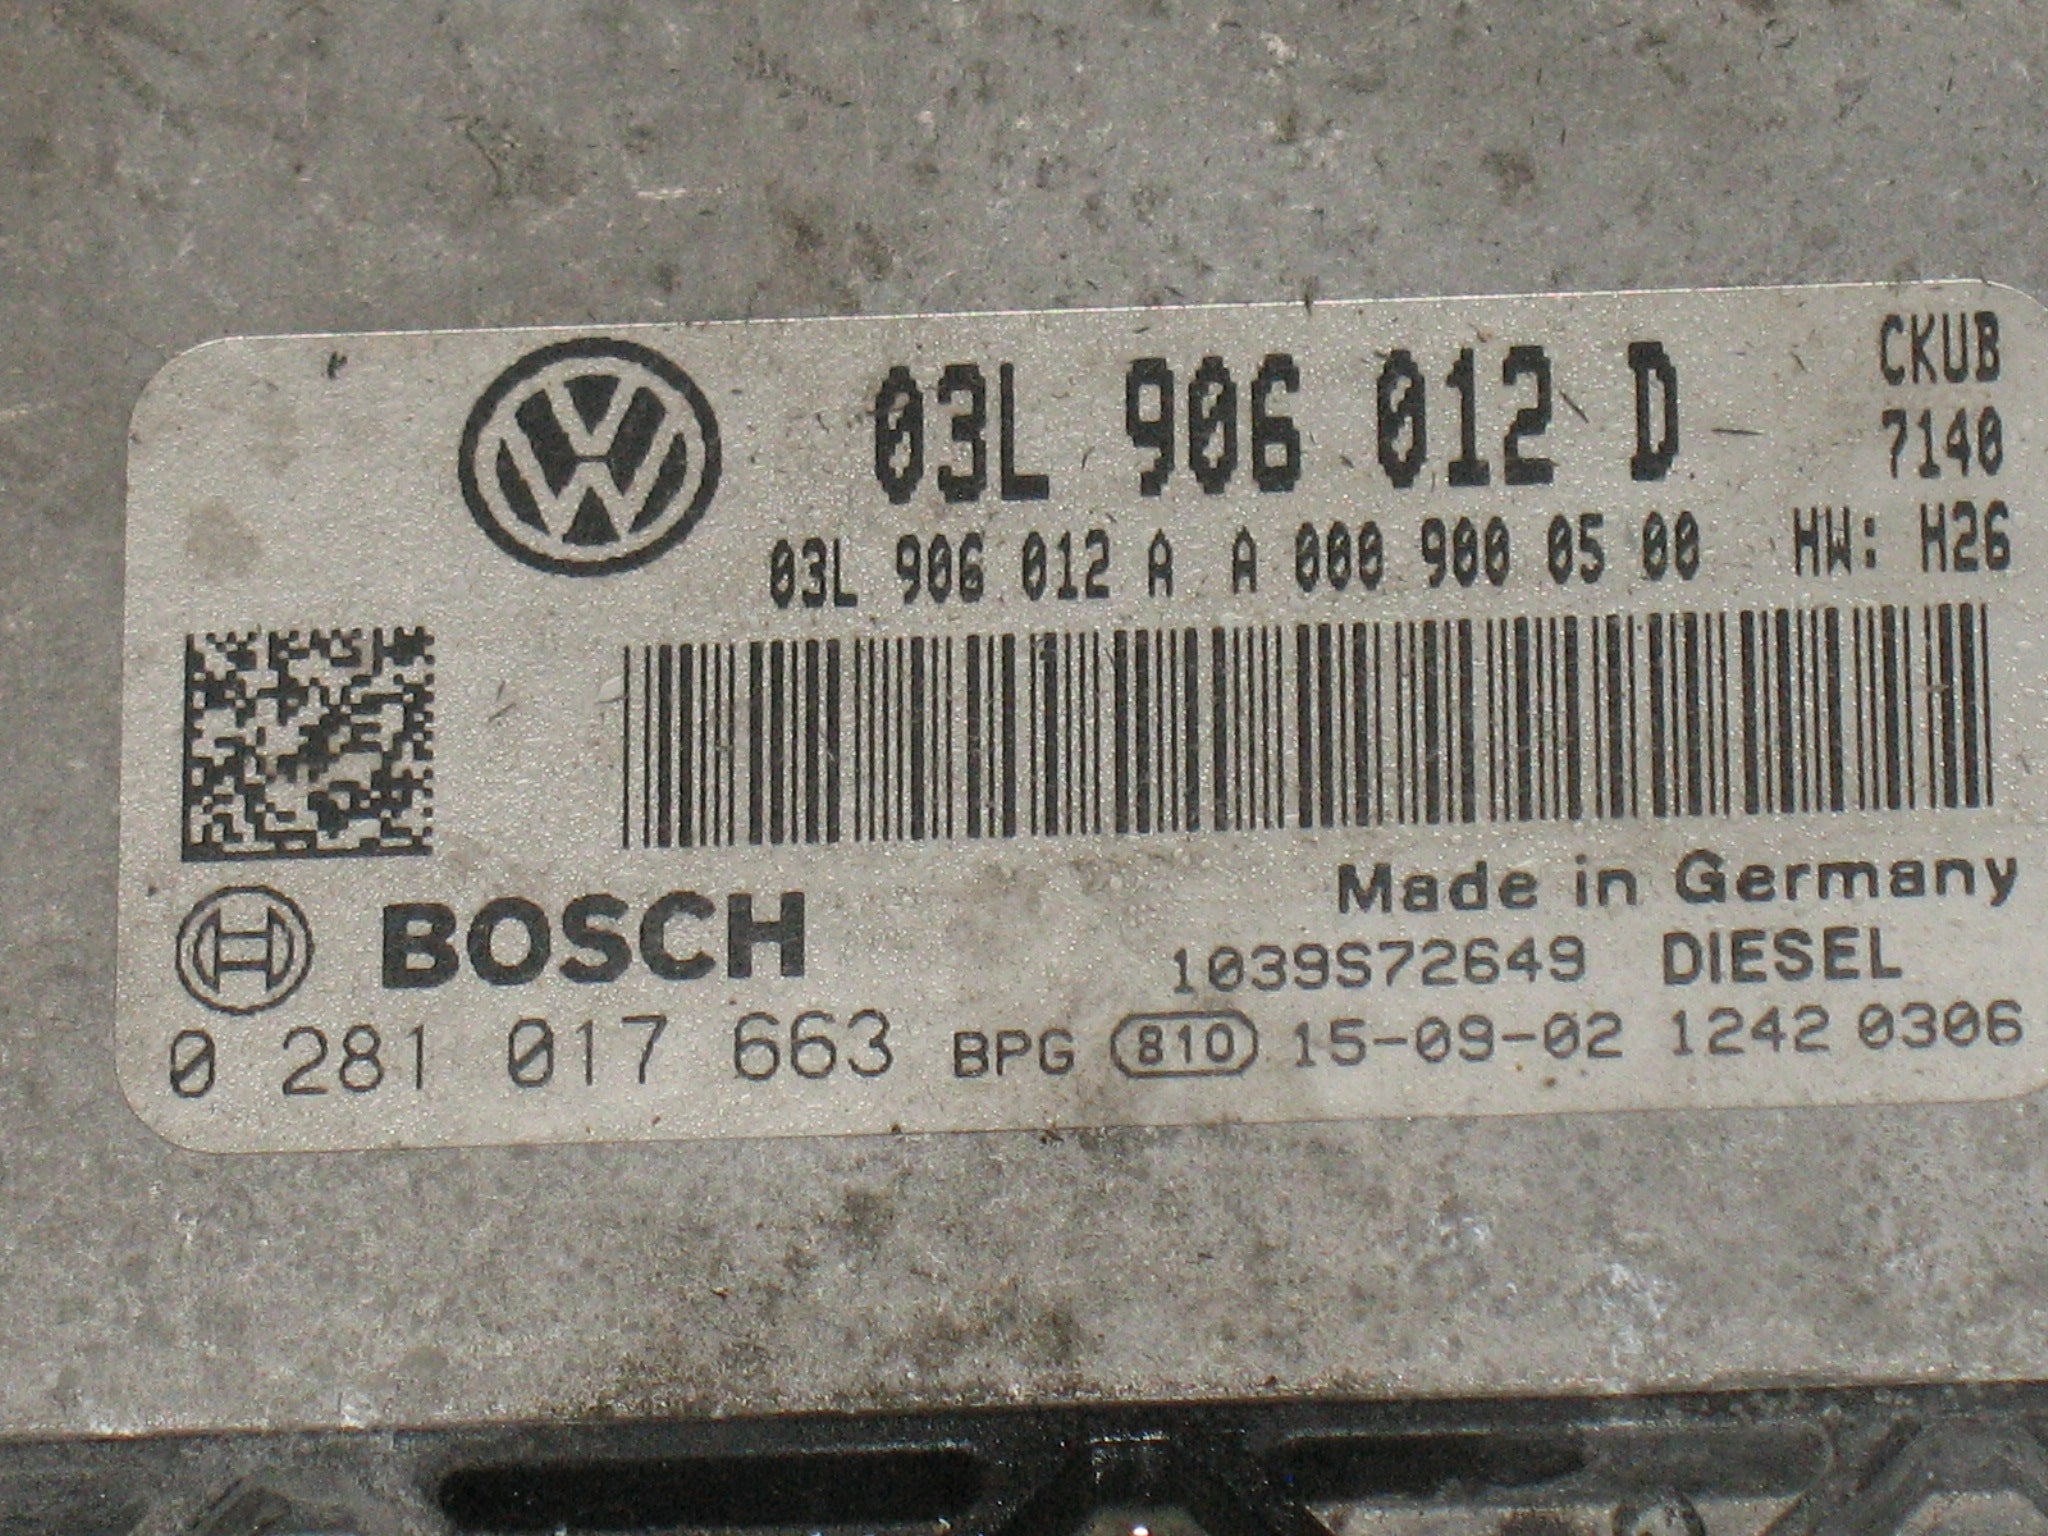 03L 906 012 D
CKUB
7140
03L 906 012 A A 000 900 05 00 HW: H26
Made in Germany
BOSCH
1039S72649 DIESEL
0 281 017 663 BPG 810 15-09-02 1242 0306